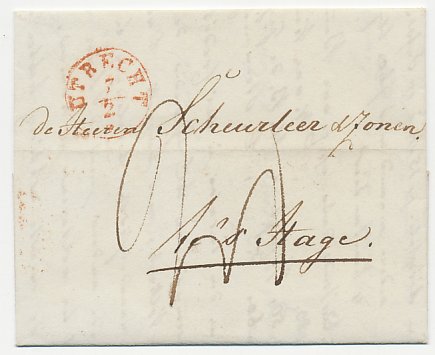 UTRECHT
de Heeren Scheurleer & Zonen.
's Hage.